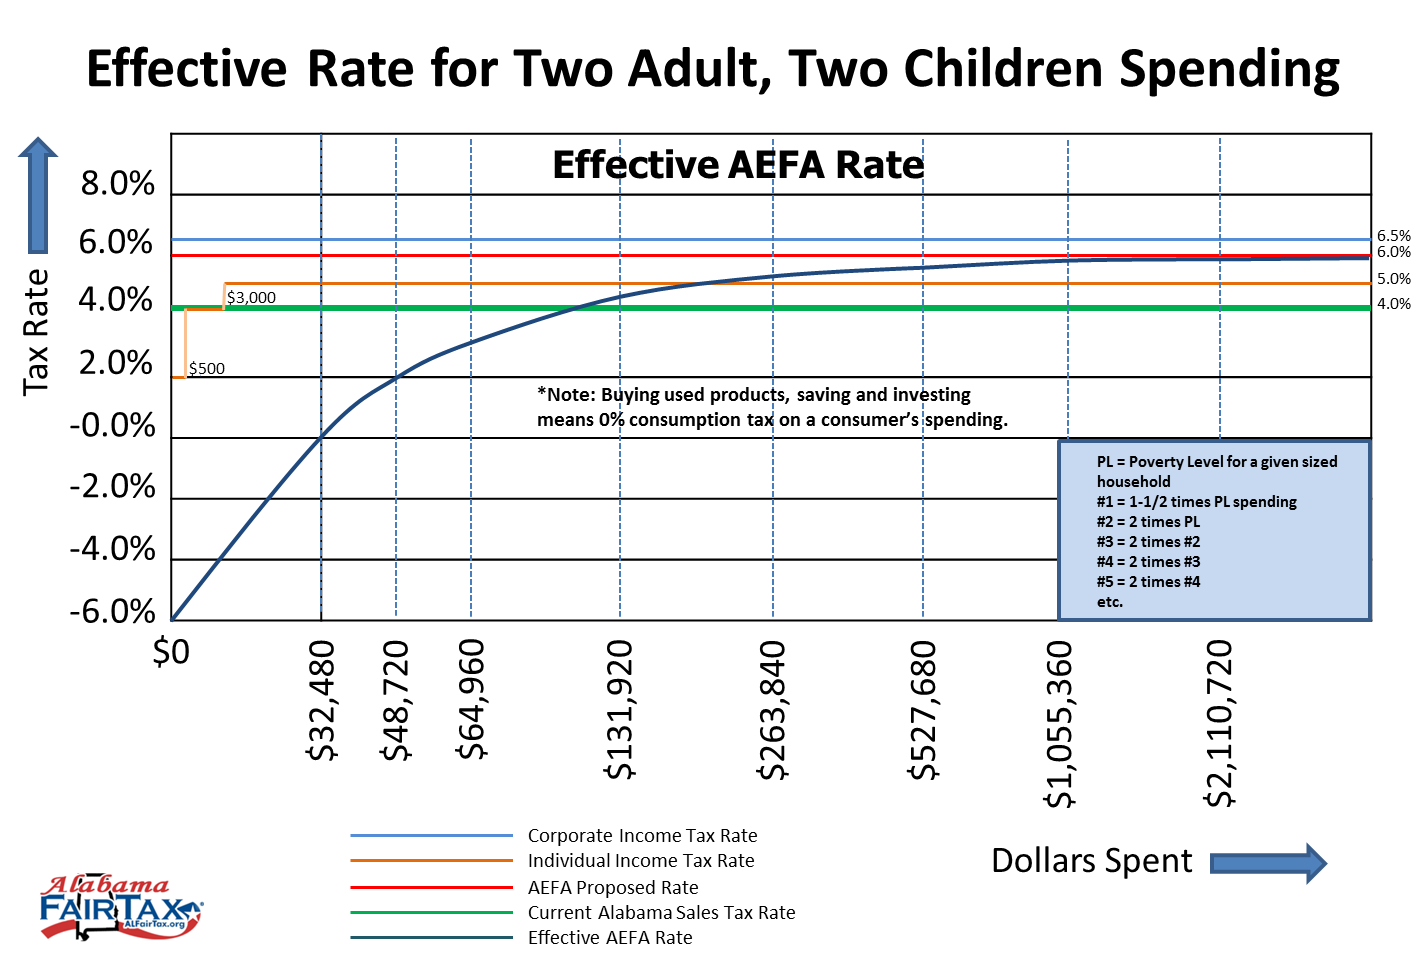 Effective Rate for Two Adult, Two Children Spending
Effective AEFA Rate
Tax Rate
8.0%
6.0%
4.0%
2.0%
-0.0%
-2.0%
-4.0%
-6.0%
6.5%
6.0%
5.0%
4.0%
$3,000
$500
*Note: Buying used products, saving and investing
means 0% consumption tax on a consumer's spending.
PL = Poverty Level for a given sized
household
#1 = 1-1/2 times PL spending
#2 = 2 times PL
#3 = 2 times #2
#4 = 2 times #3
#5 = 2 times #4
etc.
$0
$32,480
$48,720
$64,960
$131,920
$263,840
$527,680
$1,055,360
$2,110,720
Dollars Spent
Corporate Income Tax Rate
Individual Income Tax Rate
AEFA Proposed Rate
Current Alabama Sales Tax Rate
Effective AEFA Rate
Alabama
FAIRTAX
ALFairTax.org